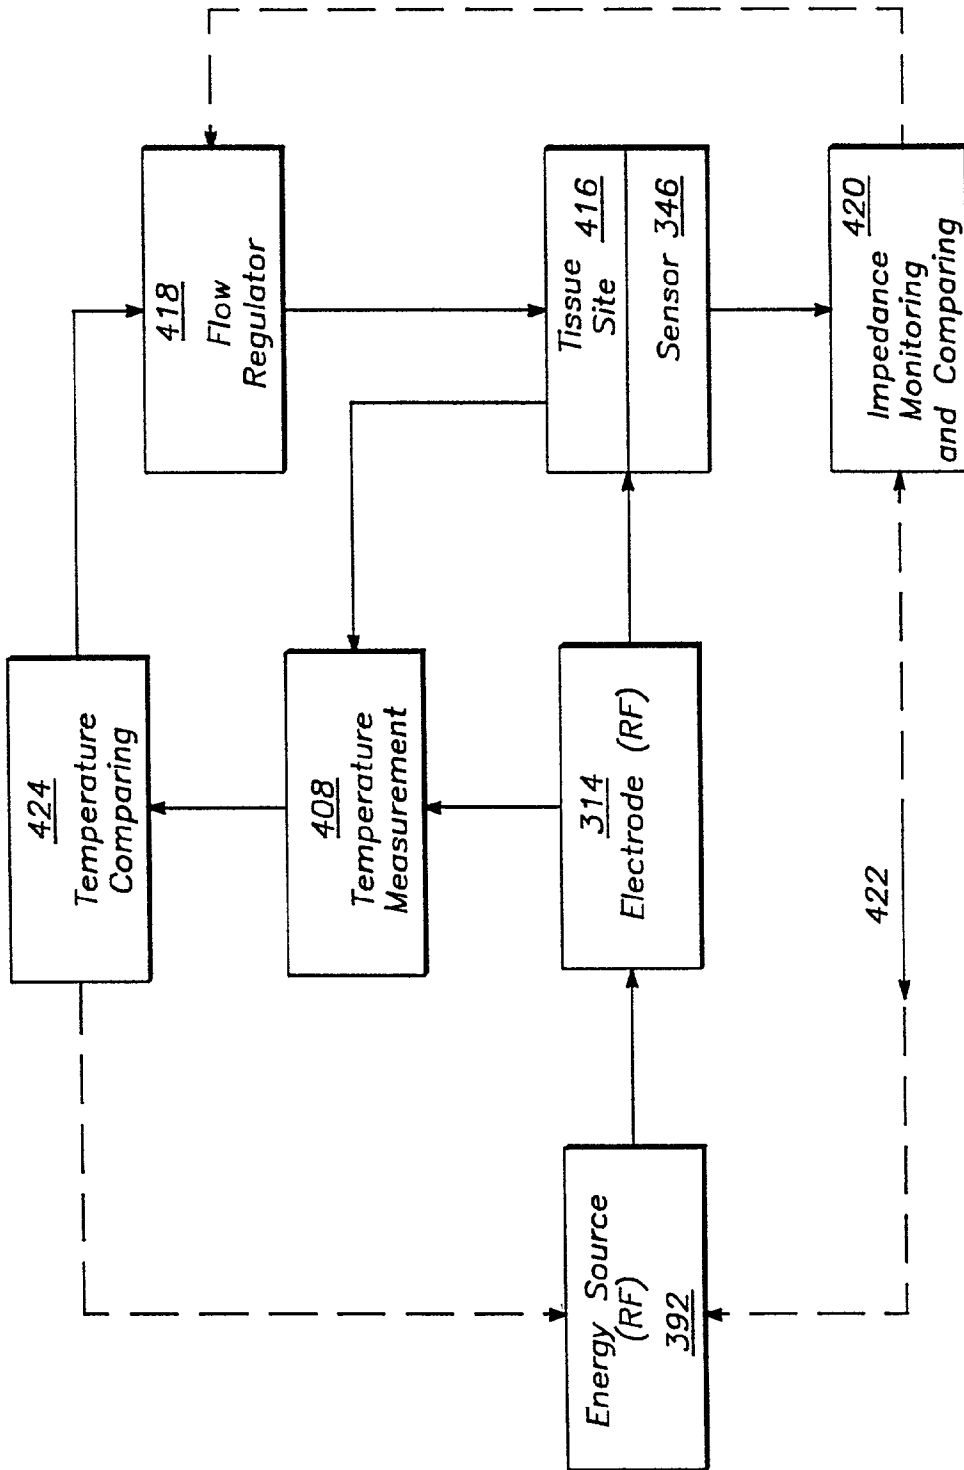 424
Temperature
Comparing
418
Flow
Regulator
408
Temperature
Measurement
Tissue
Site 416
Sensor 346
314
Electrode (RF)
Energy Source
(RF)
392
422
420
Impedance
Monitoring
and Comparing